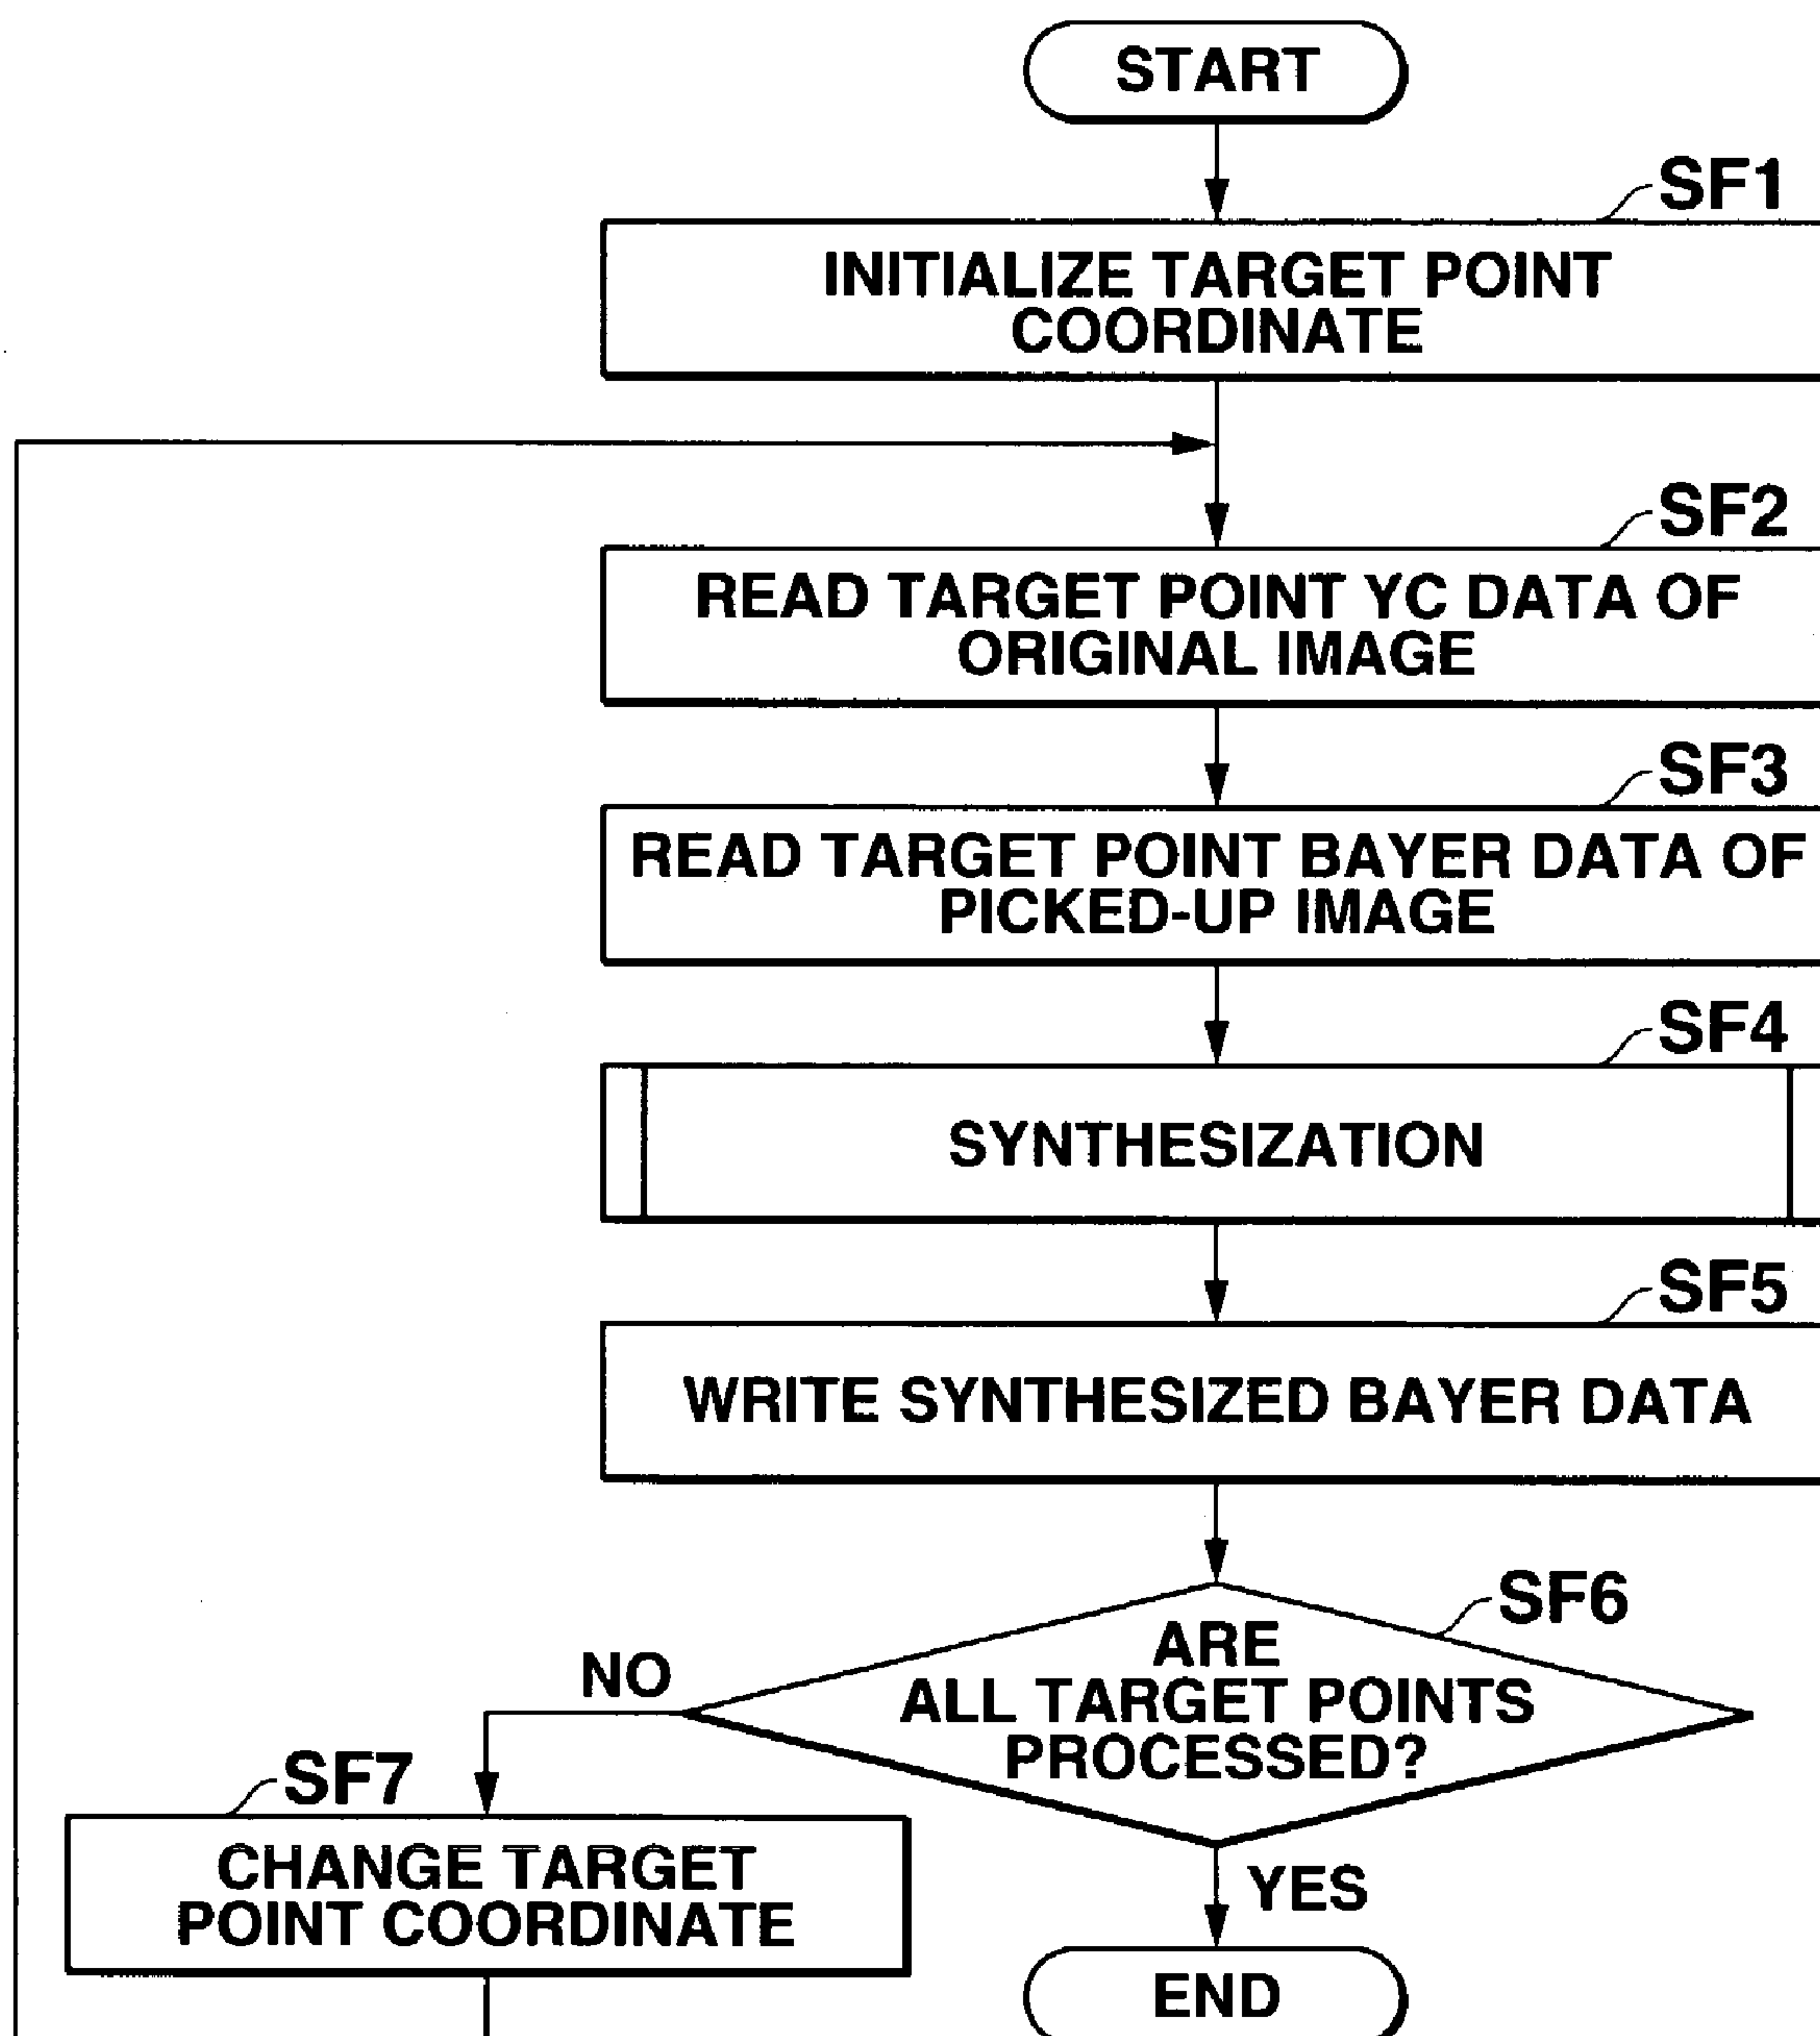 START
SF1
INITIALIZE TARGET POINT
COORDINATE
SF2
READ TARGET POINT YC DATA OF
ORIGINAL IMAGE
SF3
READ TARGET POINT BAYER DATA OF
PICKED-UP IMAGE
SF4
SYNTHESIZATION
SF5
WRITE SYNTHESIZED BAYER DATA
SF6
ARE
ALL TARGET POINTS
PROCESSED?
NO
SF7
CHANGE TARGET
POINT COORDINATE
YES
END